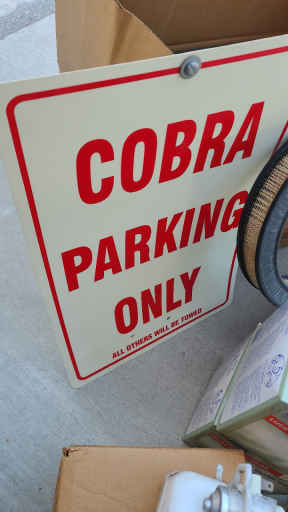 COBRA
PARKING
ONLY
ALL OTHERS WILL BE TOWED